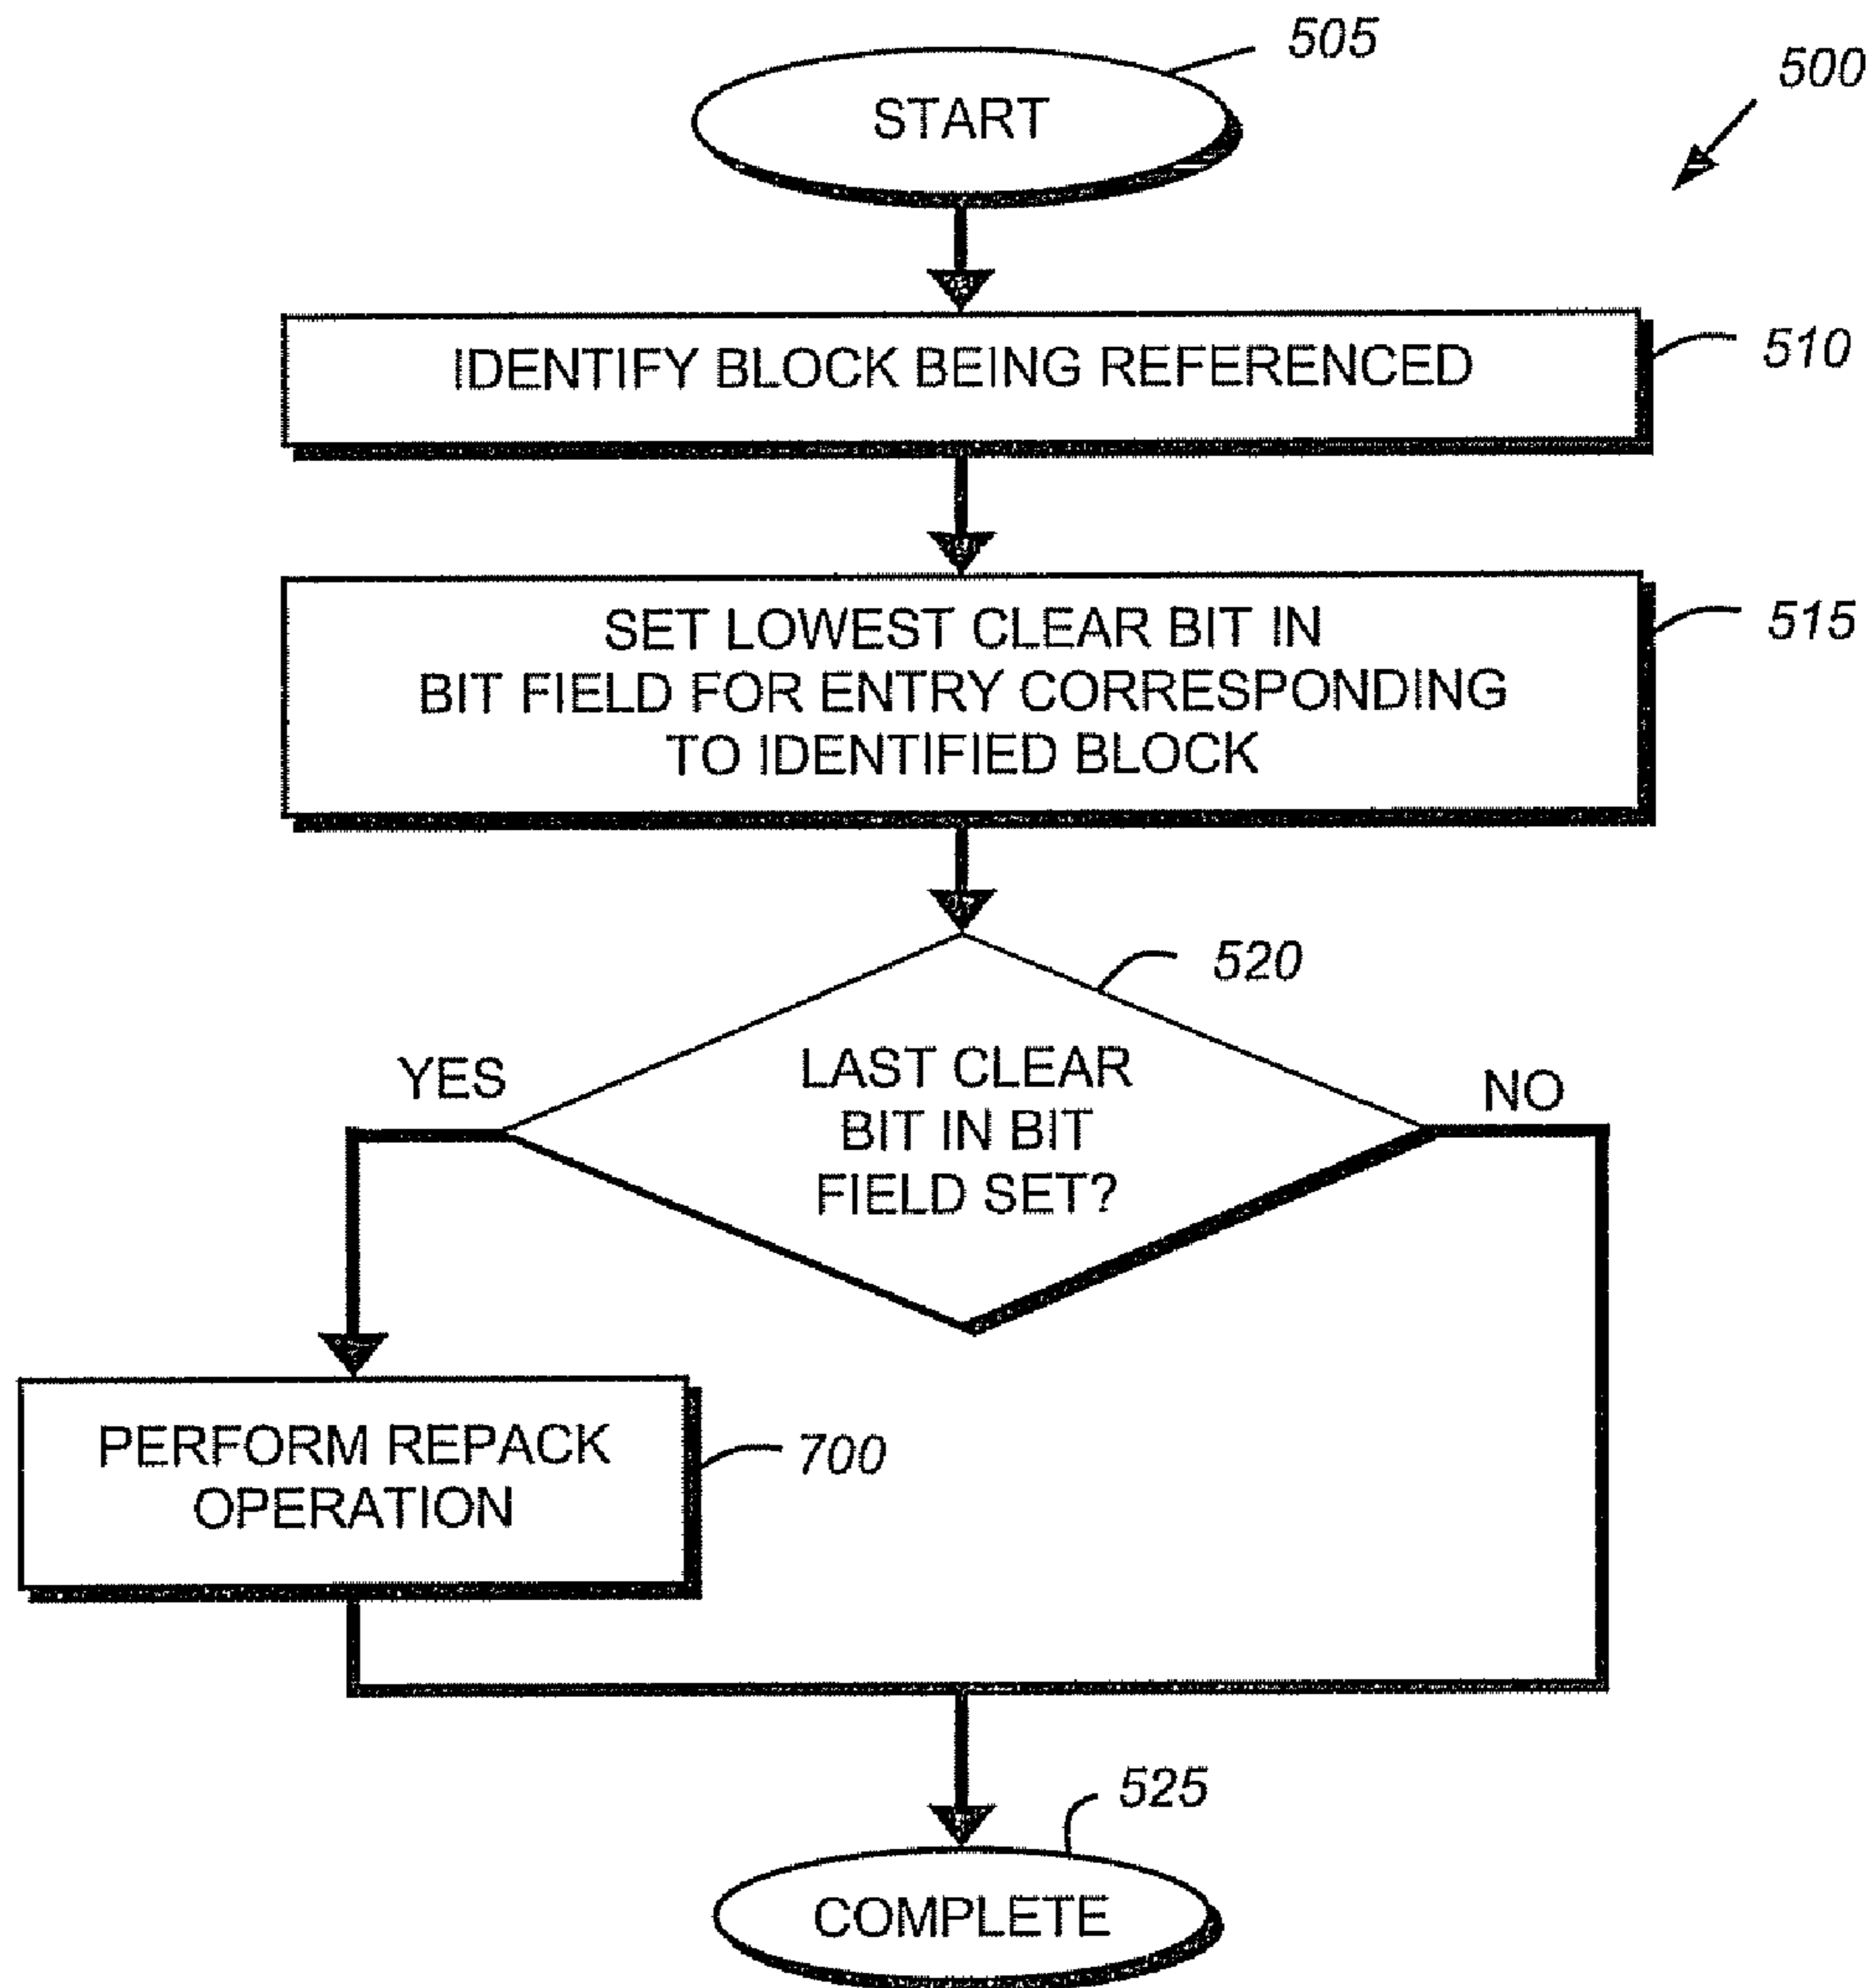 505
500
START
IDENTIFY BLOCK BEING REFERENCED
510
SET LOWEST CLEAR BIT IN
BIT FIELD FOR ENTRY CORRESPONDING
TO IDENTIFIED BLOCK
515
520
YES
LAST CLEAR
BIT IN BIT
FIELD SET?
NO
PERFORM REPACK
OPERATION
700
525
COMPLETE